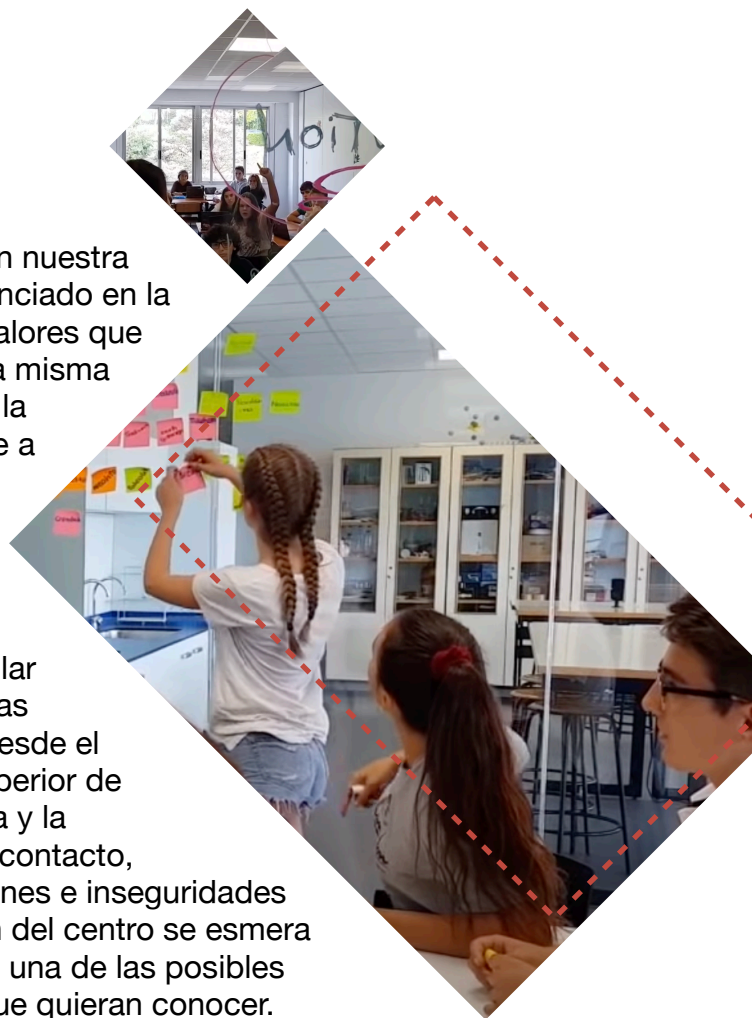 n nuestra
nciado en la
alores que
a misma
la
e a
lar
as
esde el
perior de
a y la
contacto,
nes e inseguridades
n del centro se esmera
una de las posibles
ue quieran conocer.